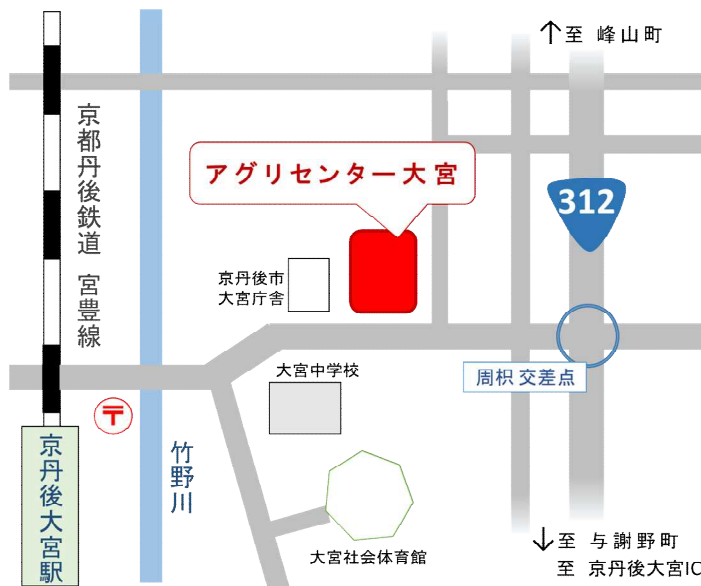 ↑至 峰山町
京都丹後鉄道 宮豊線
アグリセンター大宮
312
京丹後市
大宮庁舎
周枳 交差点
大宮中学校
〒
竹野川
京丹後大宮駅
大宮社会体育館
↓至 与謝野町
至 京丹後大宮IC